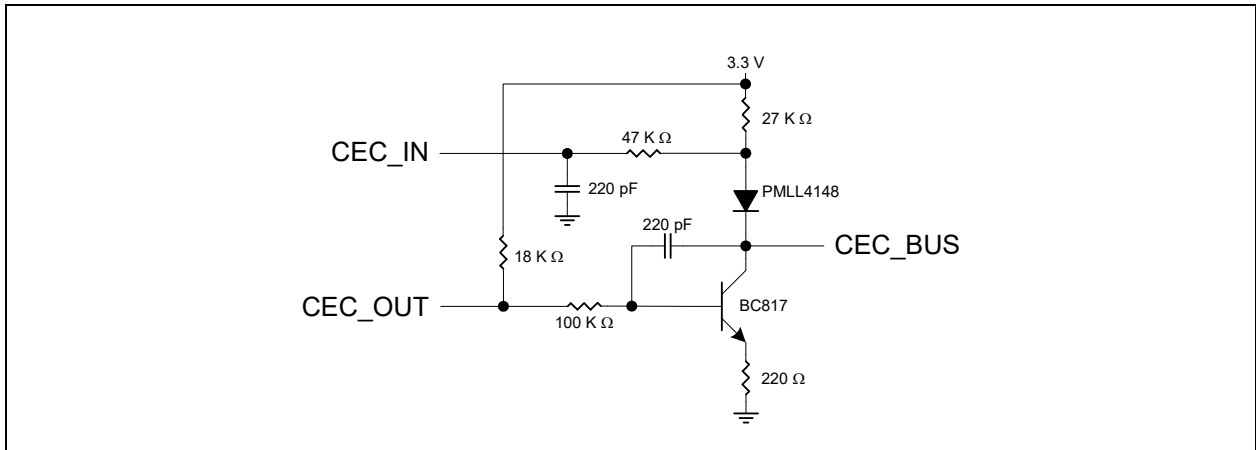 3.3 V
27 K Ω
47 K Ω
CEC_IN
220 pF
PMLL4148
220 pF
CEC_BUS
18 K Ω
CEC_OUT
100 K Ω
BC817
220 Ω